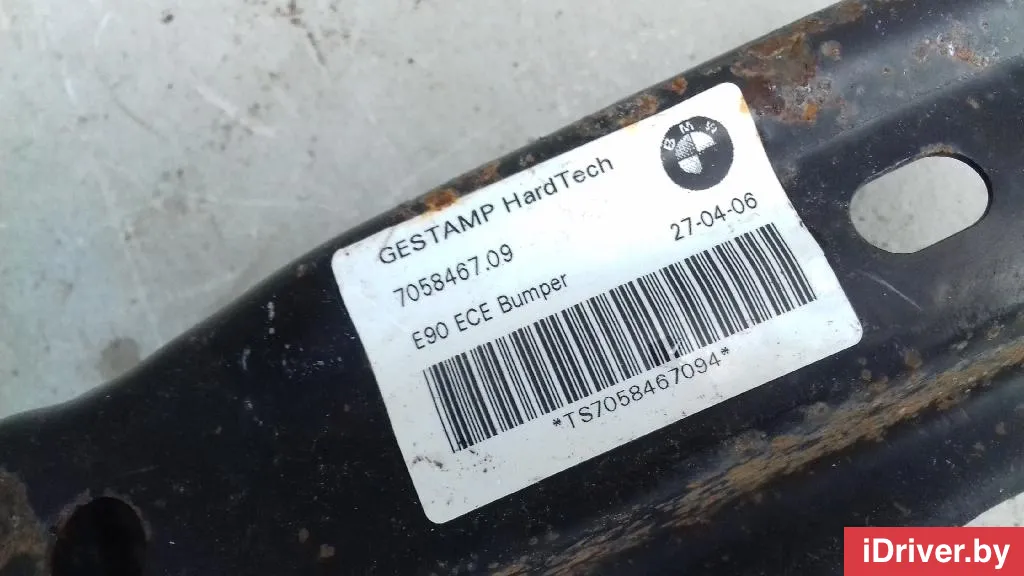 GESTAMP HardTech
BMW
7058467.09
27-04-06
E90 ECE Bumper
*TS7058467094*
iDriver.by